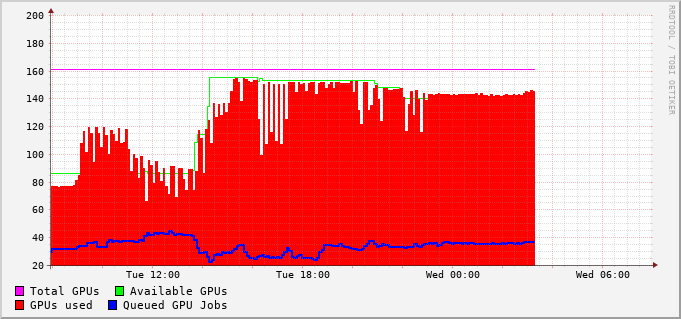 200
180
160
140
120
100
80
60
40
20
Tue 12:00 Tue 18:00 Wed 00:00 Wed 06:00
Total GPUs Available GPUs
GPUs used Queued GPU Jobs
RRDTOOL / TOBI OETIKER